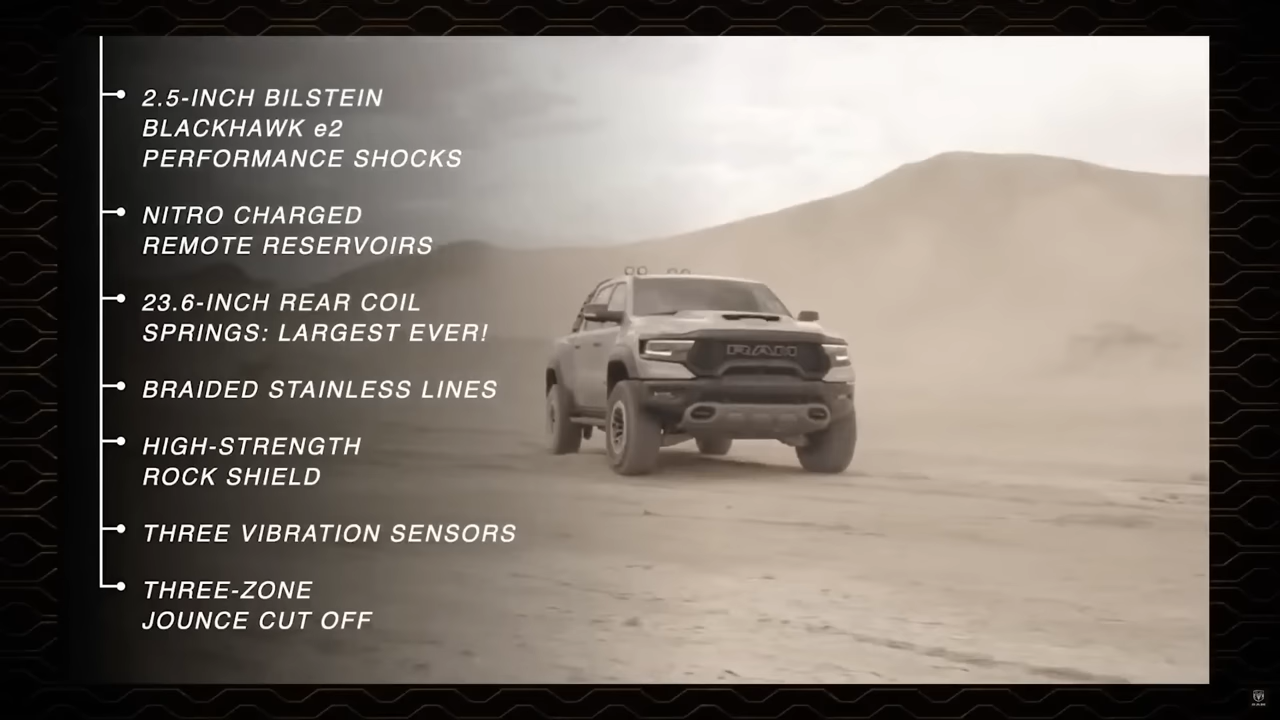 2.5-INCH BILSTEIN
BLACKHAWK e2
PERFORMANCE SHOCKS
NITRO CHARGED
REMOTE RESERVOIRS
23.6-INCH REAR COIL
SPRINGS: LARGEST EVER!
BRAIDED STAINLESS LINES
HIGH-STRENGTH
ROCK SHIELD
THREE VIBRATION SENSORS
THREE-ZONE
JOUNCE CUT OFF
RAM
RAM